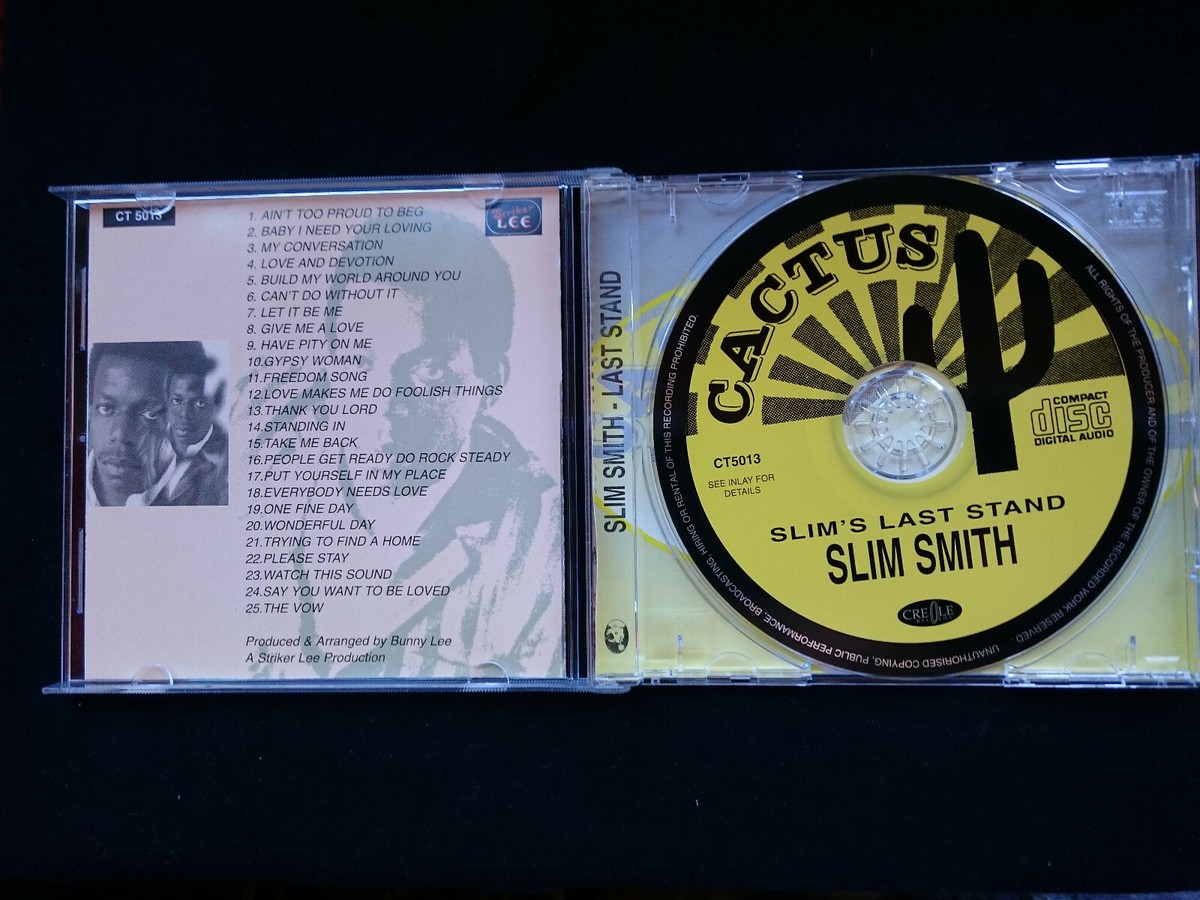 CT 5013
Striker
LEE
1. AIN'T TOO PROUD TO BEG
2. BABY I NEED YOUR LOVING
3. MY CONVERSATION
4. LOVE AND DEVOTION
5. BUILD MY WORLD AROUND YOU
6. CAN'T DO WITHOUT IT
7. LET IT BE ME
8. GIVE ME A LOVE
9. HAVE PITY ON ME
10.GYPSY WOMAN
11.FREEDOM SONG
12.LOVE MAKES ME DO FOOLISH THINGS
13.THANK YOU LORD
14.STANDING IN
15.TAKE ME BACK
16.PEOPLE GET READY DO ROCK STEADY
17.PUT YOURSELF IN MY PLACE
18.EVERYBODY NEEDS LOVE
19.ONE FINE DAY
20.WONDERFUL DAY
21.TRYING TO FIND A HOME
22.PLEASE STAY
23.WATCH THIS SOUND
24.SAY YOU WANT TO BE LOVED
25.THE VOW
Produced & Arranged by Bunny Lee
A Striker Lee Production
SLIM SMITH - LAST STAND
CACTUS
COMPACT
disc
DIGITAL AUDIO
CT5013
SEE INLAY FOR
DETAILS
SLIM'S LAST STAND
SLIM SMITH
CREOLE
RECORDS
ALL RIGHTS OF THE PRODUCER AND OF THE OWNER OF THE RECORDED WORK RESERVED ·
UNAUTHORISED COPYING, PUBLIC PERFORMANCE, BROADCASTING, HIRING OR RENTAL OF THIS RECORDING PROHIBITED.